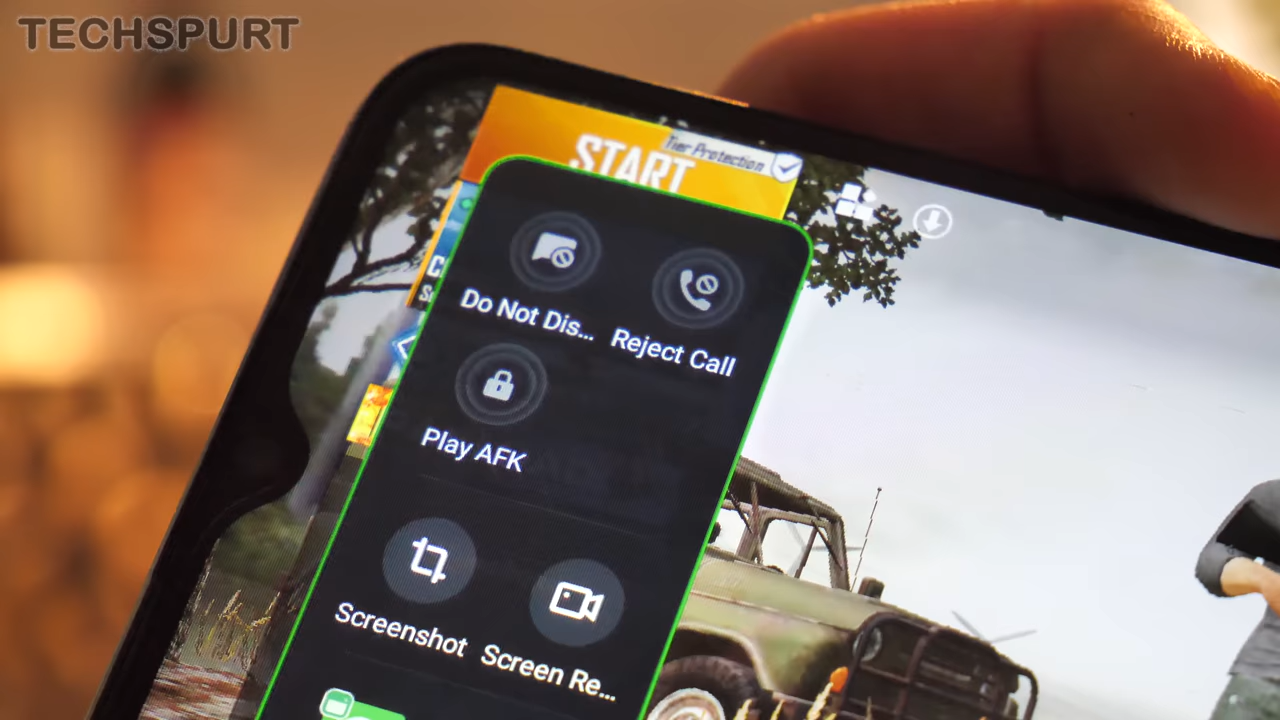 TECHSPURT
START
Tier Protection
Do Not Dis...
Reject Call
Play AFK
Screenshot
Screen Re...